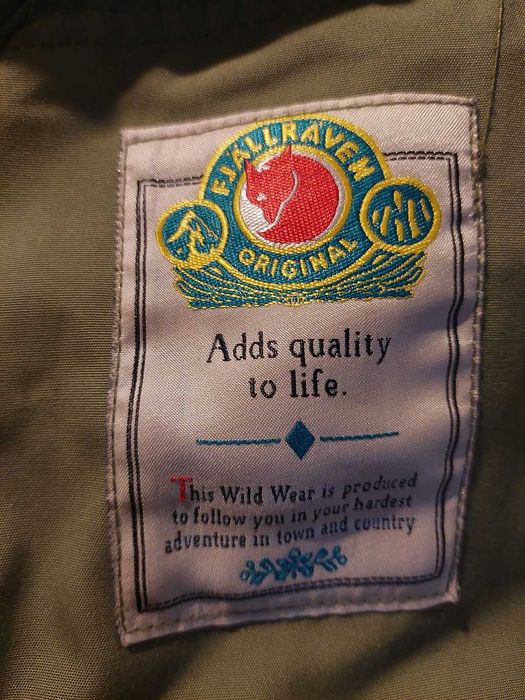 FJÄLLRÄVEN
ORIGINAL
Adds quality
to life.
This Wild Wear is produced
to follow you in your hardest
adventure in town and country